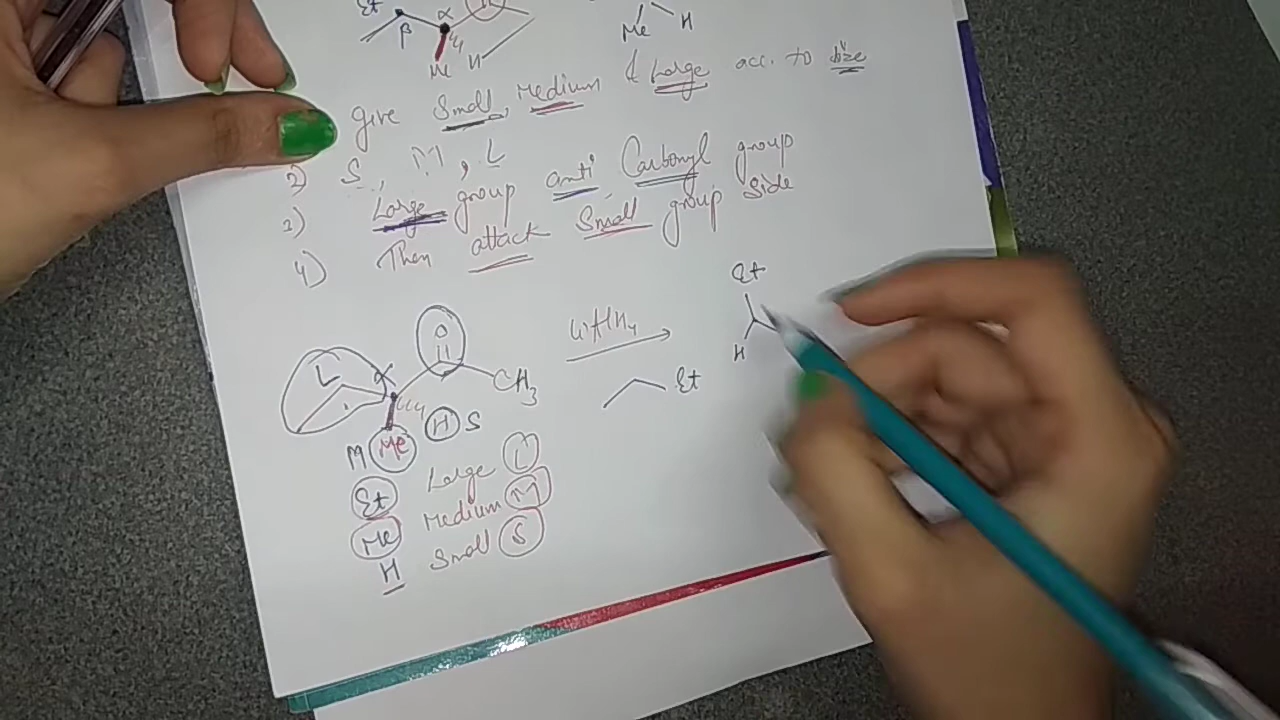 Et
α
β
H
Me
H
Me H
give Small, Medium & Large acc. to size
2) S, M, L
2) Large group anti Carbonyl group
4) Then attack Small group side
Et
H
O
LiAlH4
L
α
CH3
Et
M Me
H S
Et Large L
Me Medium M
H Small S